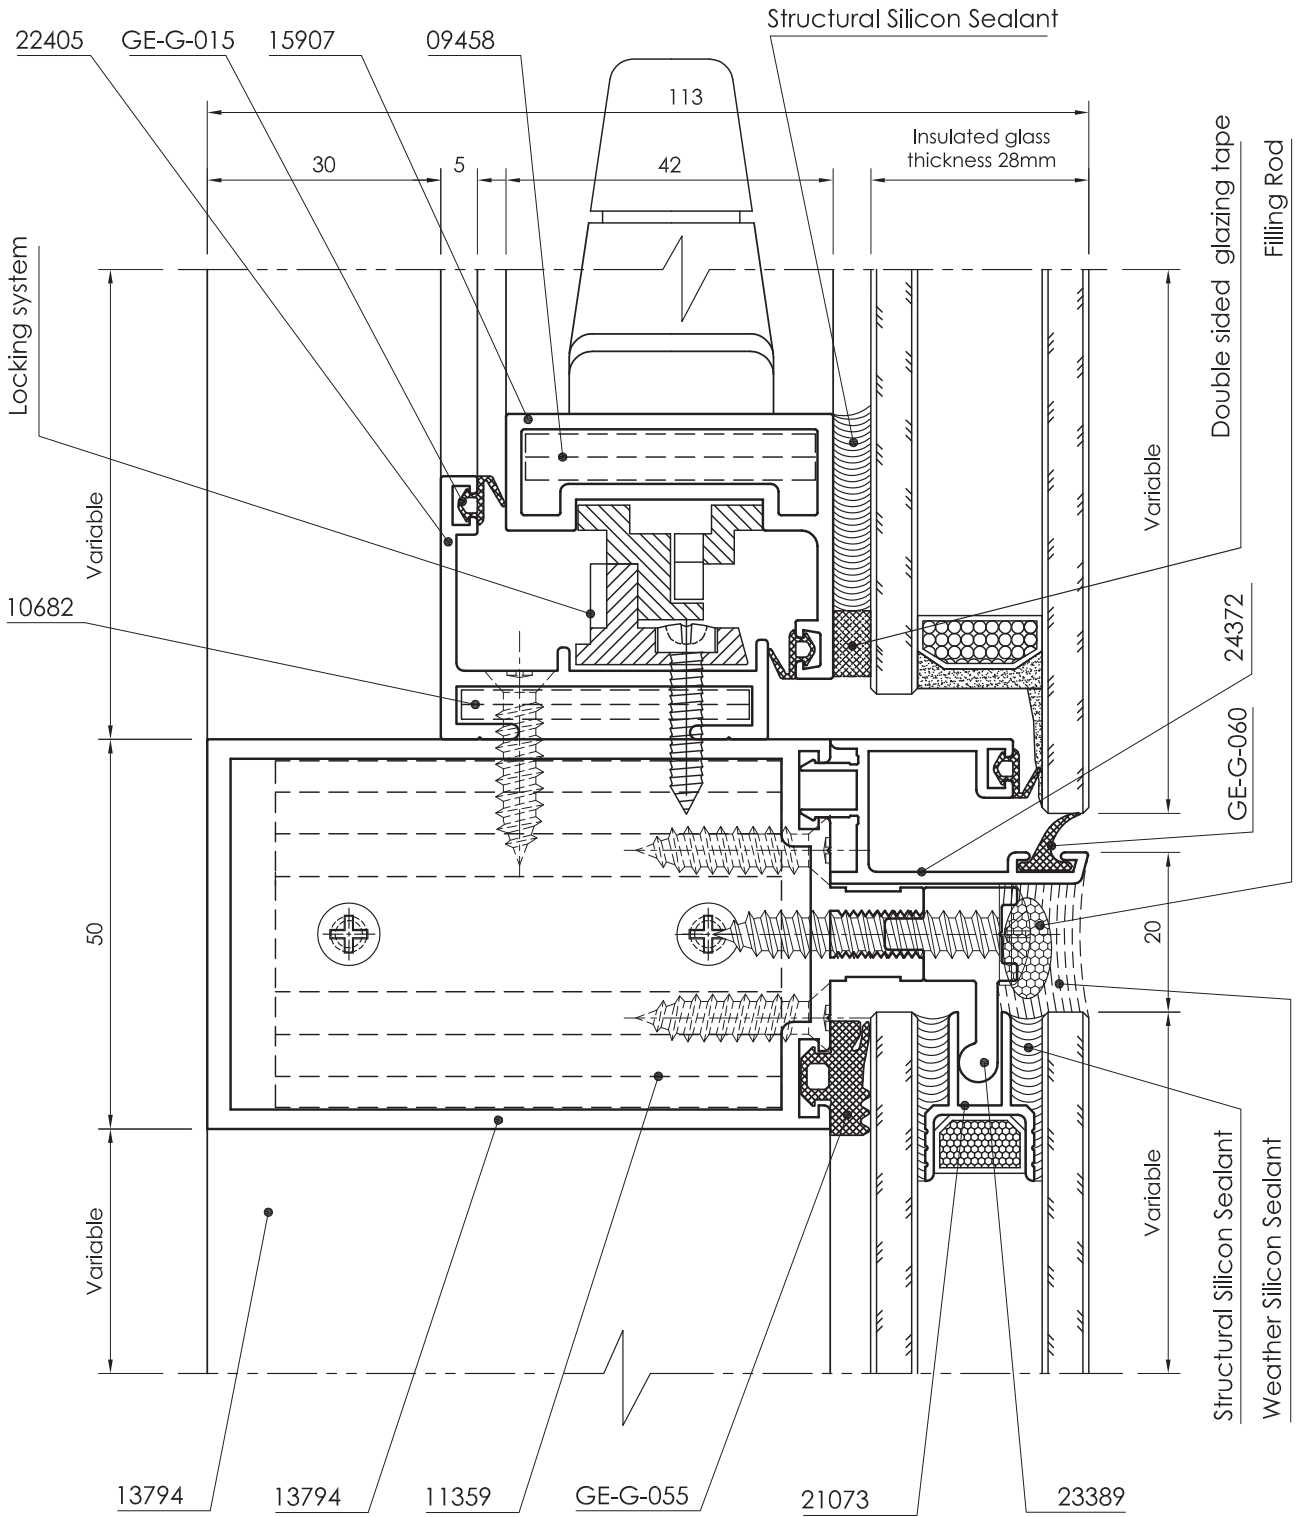 Structural Silicon Sealant
22405
GE-G-015
15907
09458
113
Insulated glass
thickness 28mm
30
5
42
Double sided glazing tape
Filling Rod
Locking system
Variable
Variable
10682
24372
GE-G-060
50
20
Variable
Variable
Structural Silicon Sealant
Weather Silicon Sealant
13794
13794
11359
GE-G-055
21073
23389